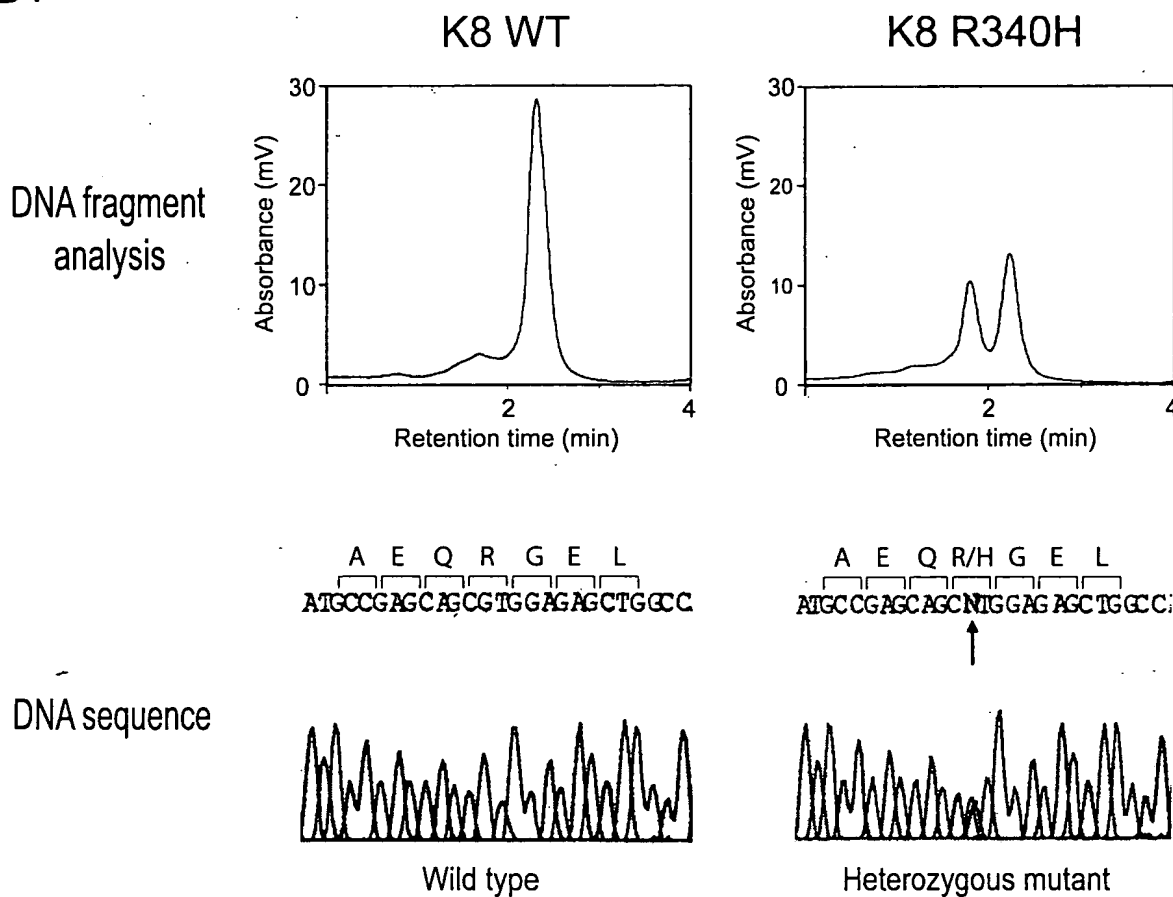 K8 WT
K8 R340H
DNA fragment
analysis
Absorbance (mV)
30
20
10
0
2
4
Retention time (min)
Absorbance (mV)
30
20
10
0
2
4
Retention time (min)
A E Q R G E L
ATGCCGAGCAGCGTGGAGAGCTGGCC
A E Q R/H G E L
ATGCCGAGCAGCNTGGAGAGCTGGCC
DNA sequence
Wild type
Heterozygous mutant